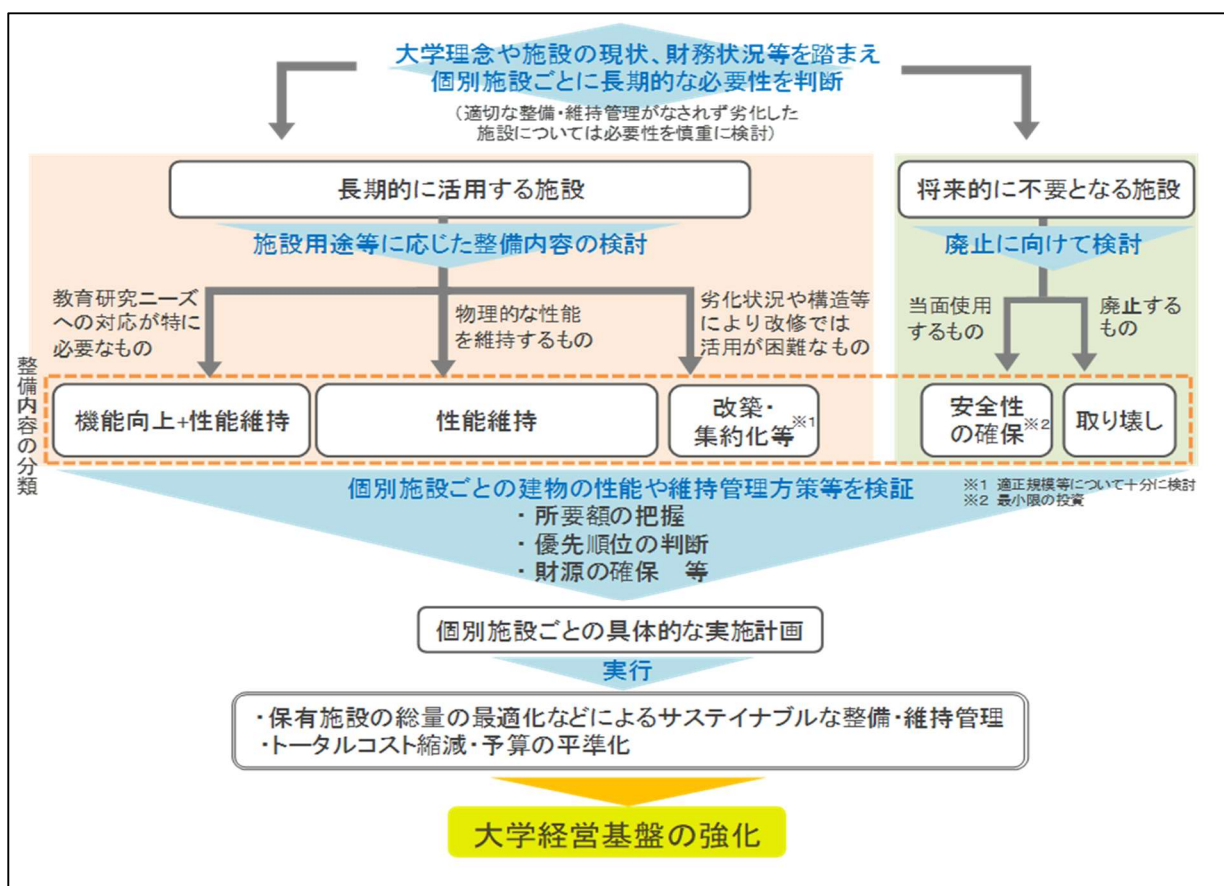 大学理念や施設の現状、財務状況等を踏まえ
個別施設ごとに長期的な必要性を判断
(適切な整備・維持管理がなされず劣化した
施設については必要性を慎重に検討)
長期的に活用する施設
将来的に不要となる施設
施設用途等に応じた整備内容の検討
廃止に向けて検討
教育研究ニーズ
への対応が特に
必要なもの
物理的な性能
を維持するもの
劣化状況や構造等
により改修では
活用が困難なもの
当面使用
するもの
廃止する
もの
整備内容の分類
機能向上+性能維持
性能維持
改築・
集約化等※1
安全性
の確保※2
取り壊し
個別施設ごとの建物の性能や維持管理方策等を検証
・所要額の把握
・優先順位の判断
・財源の確保 等
※1 適正規模等について十分に検討
※2 最小限の投資
個別施設ごとの具体的な実施計画
実行
・保有施設の総量の最適化などによるサステイナブルな整備・維持管理
・トータルコスト縮減・予算の平準化
大学経営基盤の強化